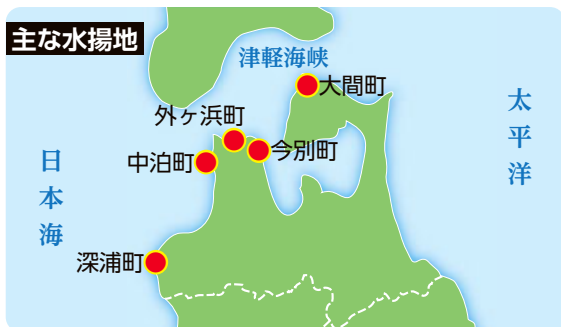 主な水揚地
津軽海峡
大間町
外ヶ浜町
今別町
中泊町
深浦町
日本海
太平洋